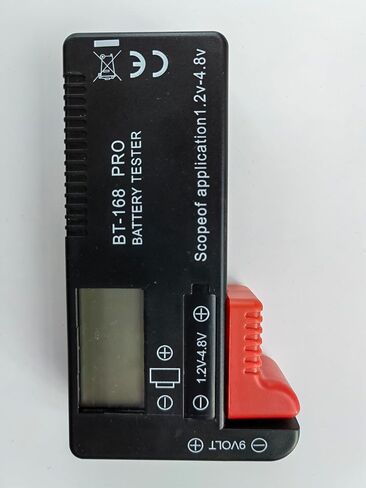 CE
BT-168 PRO
BATTERY TESTER
Scopeof application1.2v-4.8v
⊖ ⊕
⊖ 1.2V-4.8V ⊕
⊖ 9VOLT ⊕